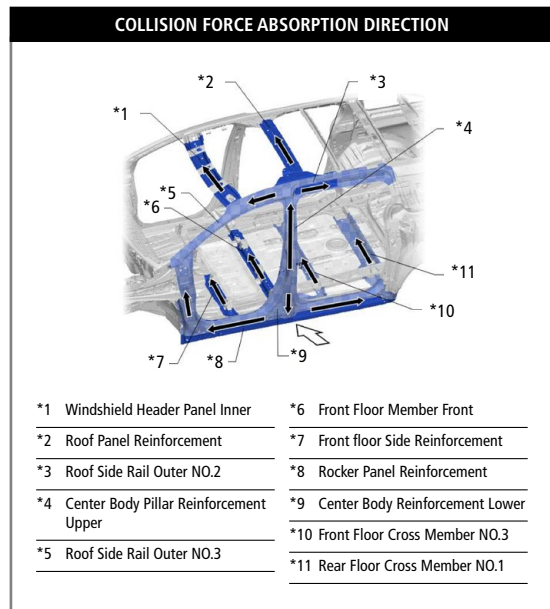 COLLISION FORCE ABSORPTION DIRECTION
*2
*3
*1
*4
*5
*6
*11
*10
*9
*7
*8
*1 Windshield Header Panel Inner
*2 Roof Panel Reinforcement
*3 Roof Side Rail Outer NO.2
*4 Center Body Pillar Reinforcement
Upper
*5 Roof Side Rail Outer NO.3
*6 Front Floor Member Front
*7 Front floor Side Reinforcement
*8 Rocker Panel Reinforcement
*9 Center Body Reinforcement Lower
*10 Front Floor Cross Member NO.3
*11 Rear Floor Cross Member NO.1